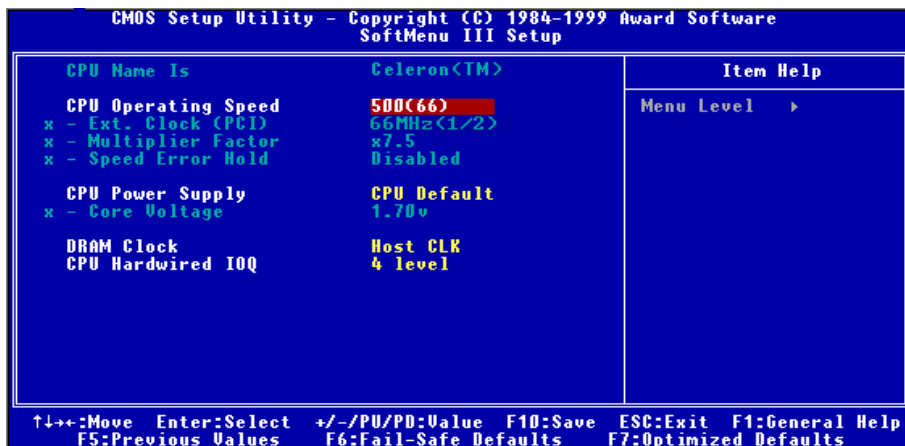 CMOS Setup Utility - Copyright (C) 1984-1999 Award Software
SoftMenu III Setup
CPU Name Is Celeron(TM)
Item Help
CPU Operating Speed 500(66)
Menu Level ▸
x - Ext. Clock (PCI) 66MHz(1/2)
x - Multiplier Factor x7.5
x - Speed Error Hold Disabled
CPU Power Supply CPU Default
x - Core Voltage 1.70v
DRAM Clock Host CLK
CPU Hardwired IOQ 4 level
↑↓→←:Move Enter:Select +/-/PU/PD:Value F10:Save ESC:Exit F1:General Help
F5:Previous Values F6:Fail-Safe Defaults F7:Optimized Defaults